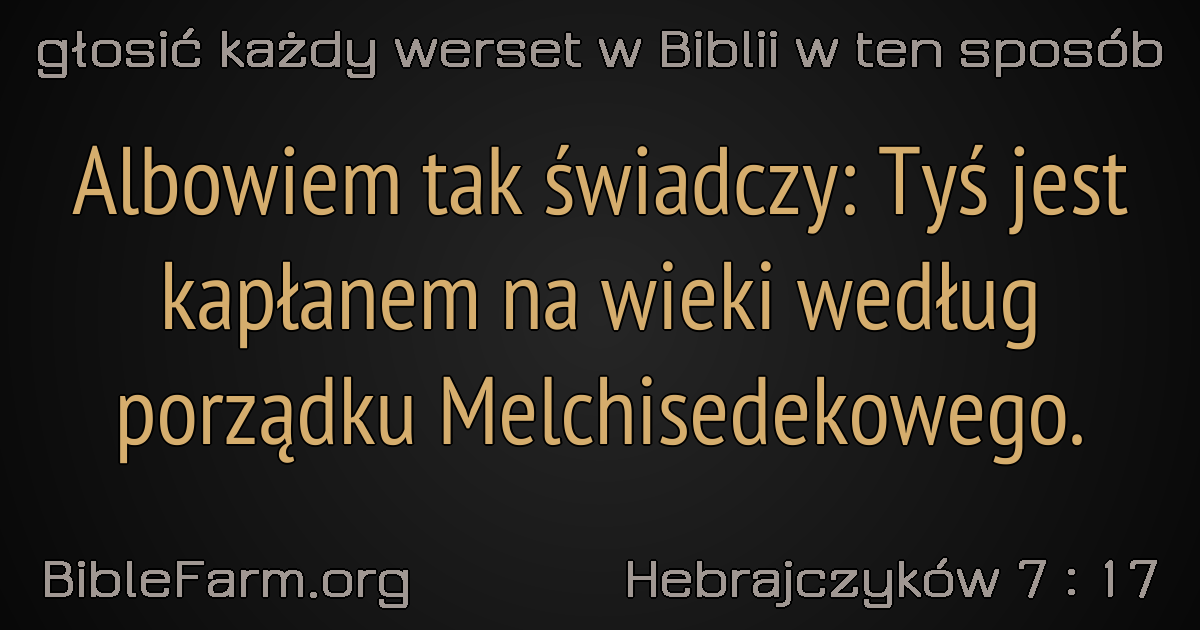 głosić każdy werset w Biblii w ten sposób
Albowiem tak świadczy: Tyś jest
kapłanem na wieki według
porządku Melchisedekowego.
BibleFarm.org
Hebrajczyków 7 : 17